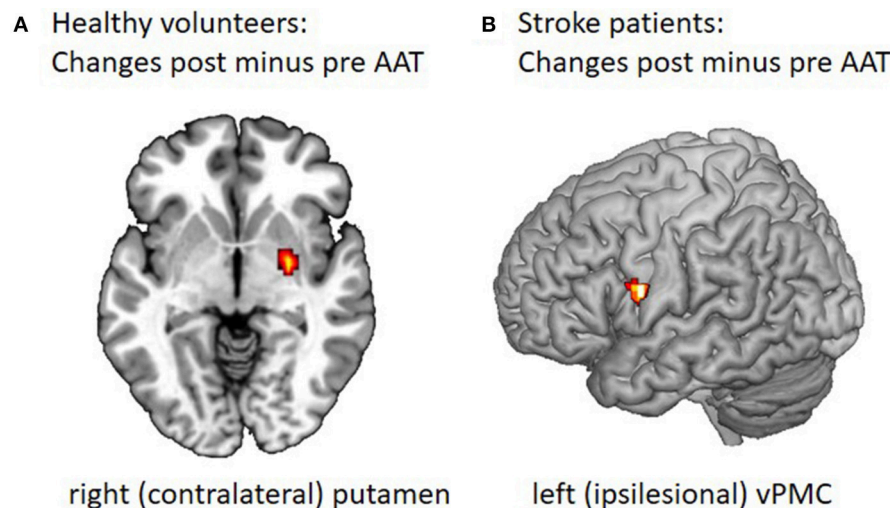 A Healthy volunteers:
Changes post minus pre AAT
B Stroke patients:
Changes post minus pre AAT
right (contralateral) putamen
left (ipsilesional) vPMC